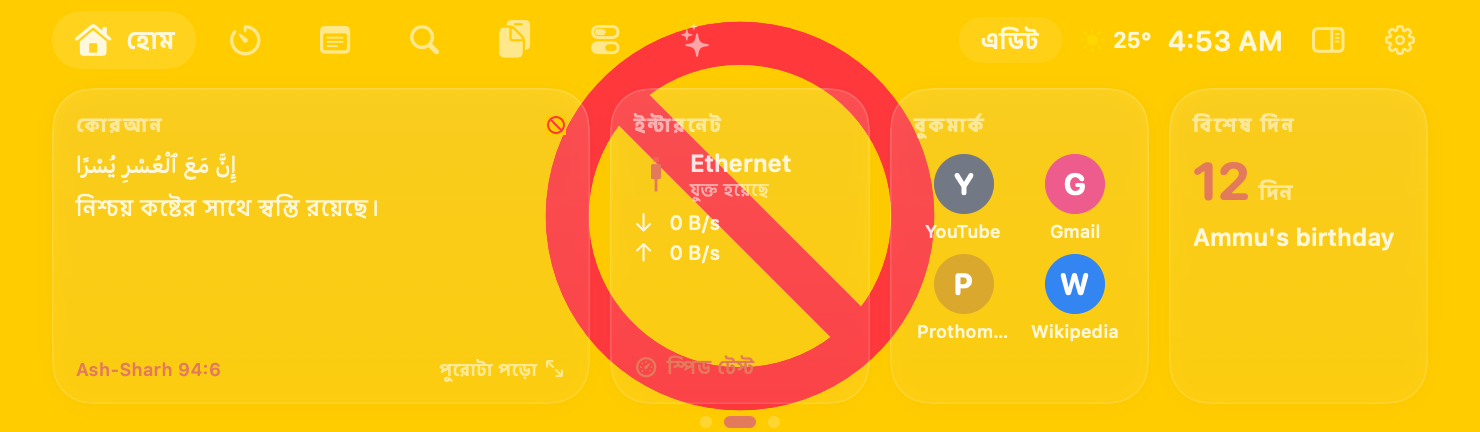 হোম
এডিট 25° 4:53 AM
কোরআন
إِنَّ مَعَ ٱلْعُسْرِ يُسْرًا
নিশ্চয় কষ্টের সাথে স্বস্তি রয়েছে।
Ash-Sharh 94:6 পুরোটা পড়ো
ইন্টারনেট
Ethernet
যুক্ত হয়েছে
↓ 0 B/s
↑ 0 B/s
স্পিড টেস্ট
বুকমার্ক
Y G
YouTube Gmail
P W
Prothom... Wikipedia
বিশেষ দিন
12 দিন
Ammu's birthday